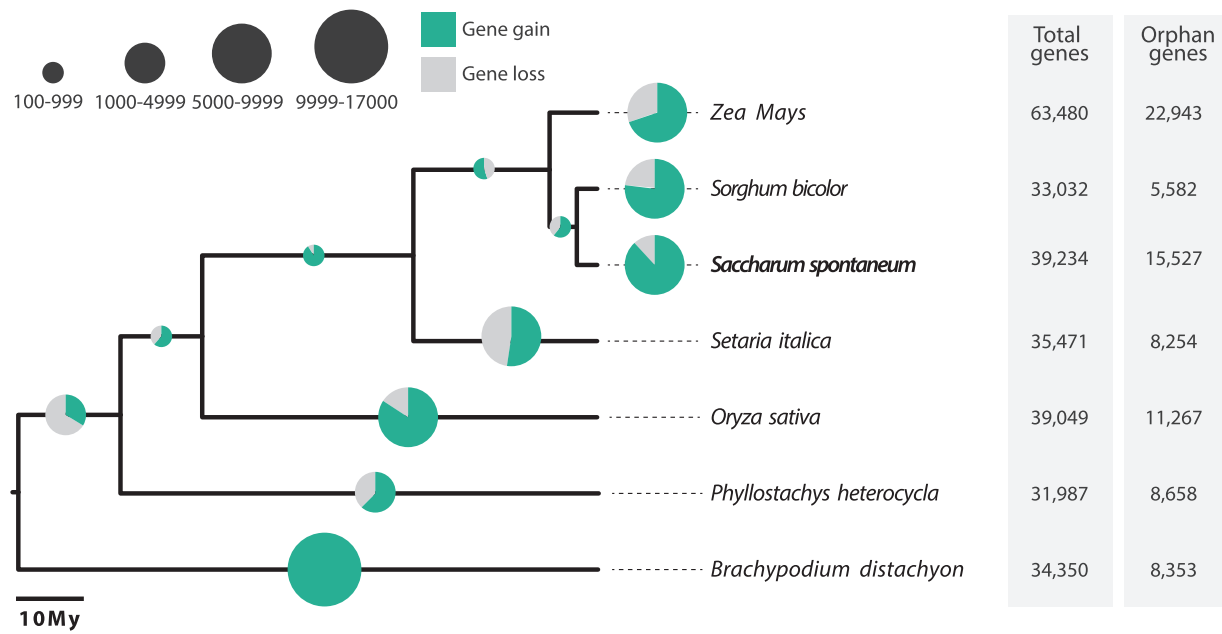 Gene gain
Gene loss
100-999 1000-4999 5000-9999 9999-17000
Total genes
Orphan genes
Zea Mays 63,480 22,943
Sorghum bicolor 33,032 5,582
Saccharum spontaneum 39,234 15,527
Setaria italica 35,471 8,254
Oryza sativa 39,049 11,267
Phyllostachys heterocycla 31,987 8,658
Brachypodium distachyon 34,350 8,353
10My